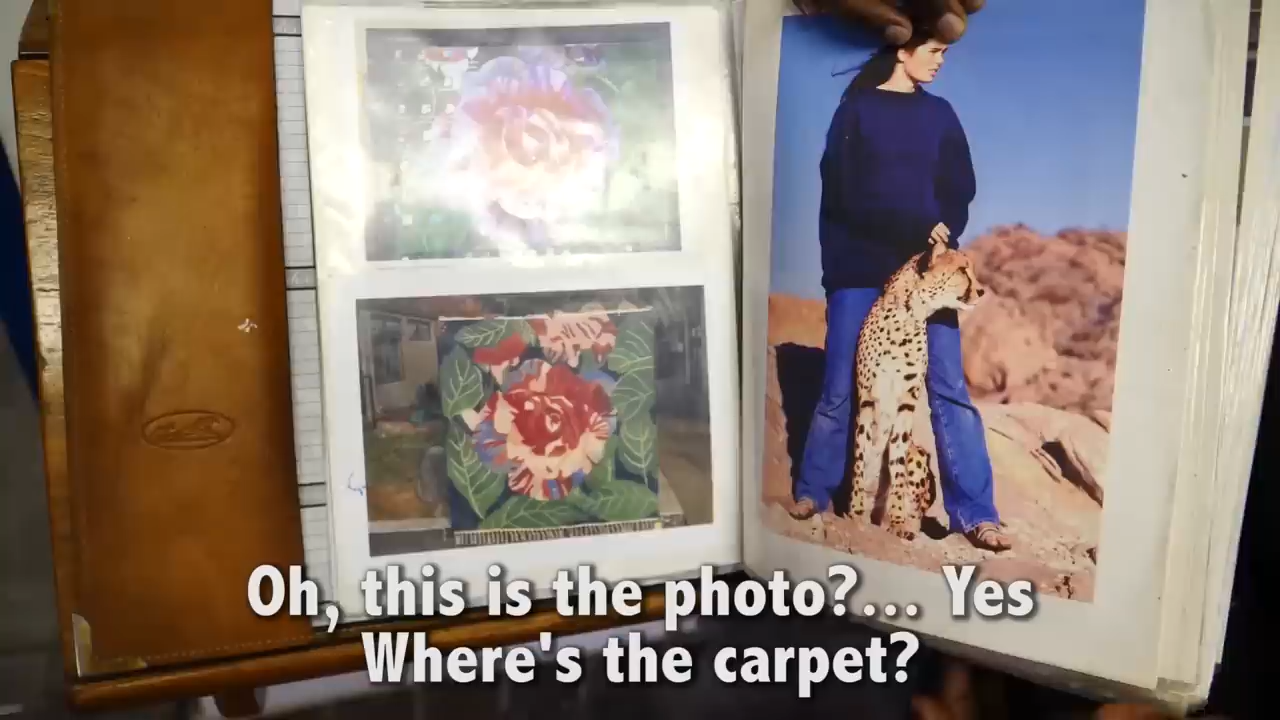 Oh, this is the photo?... Yes
Where's the carpet?